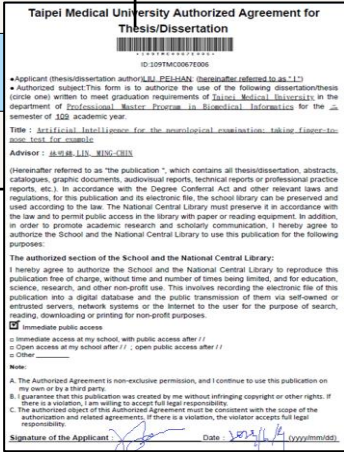 Taipei Medical University Authorized Agreement for
Thesis/Dissertation
ID:109TMC0067E006
●Applicant (thesis/dissertation author)LIU, PEI-HAN; (hereinafter referred to as " I ")
● Authorized subject:This form is to authorize the use of the following dissertation/thesis
(circle one) written to meet graduation requirements of Taipei Medical University in the
department of Professional Master Program in Biomedical Informatics for the 二
semester of 109 academic year.
Title : Artificial Intelligence for the neurological examination: taking finger-to-
nose test for example
Advisor : LIN, MING-CHIN
(Hereinafter referred to as "the publication ", which contains all thesis/dissertation, abstracts,
catalogues, graphic documents, audiovisual reports, technical reports or professional practice
reports, etc.). In accordance with the Degree Conferral Act and other relevant laws and
regulations, for this publication and its electronic file, the school library can be preserved and
used according to the law. The National Central Library must preserve it in accordance with
the law and to permit public access in the library with paper or reading equipment. In addition,
in order to promote academic research and scholarly communication, I hereby agree to
authorize the School and the National Central Library to use this publication for the following
purposes:
The authorized section of the School and the National Central Library:
I hereby agree to authorize the School and the National Central Library to reproduce this
publication free of charge, without time and number of times being limited, and for education,
science, research, and other non-profit use. This involves recording the electronic file of this
publication into a digital database and the public transmission of them via self-owned or
entrusted servers, network systems or the Internet to the user for the purpose of search,
reading, downloading or printing for non-profit purposes.
☑ Immediate public access
□ Immediate access at my school, with public access after / /
□ Open access at my school after / / ; open public access after / /
□ Other
Note:
A. The Authorized Agreement is non-exclusive permission, and I continue to use this publication on
my own or by a third party.
B. I guarantee that this publication was created by me without infringing copyright or other rights. If
there is a violation, I am willing to accept full legal responsibility.
C. The authorized object of this Authorized Agreement must be consistent with the scope of the
authorization and related agreements. If there is a violation, the violator accepts full legal
responsibility.
Signature of the Applicant : Date : (yyyy/mm/dd)